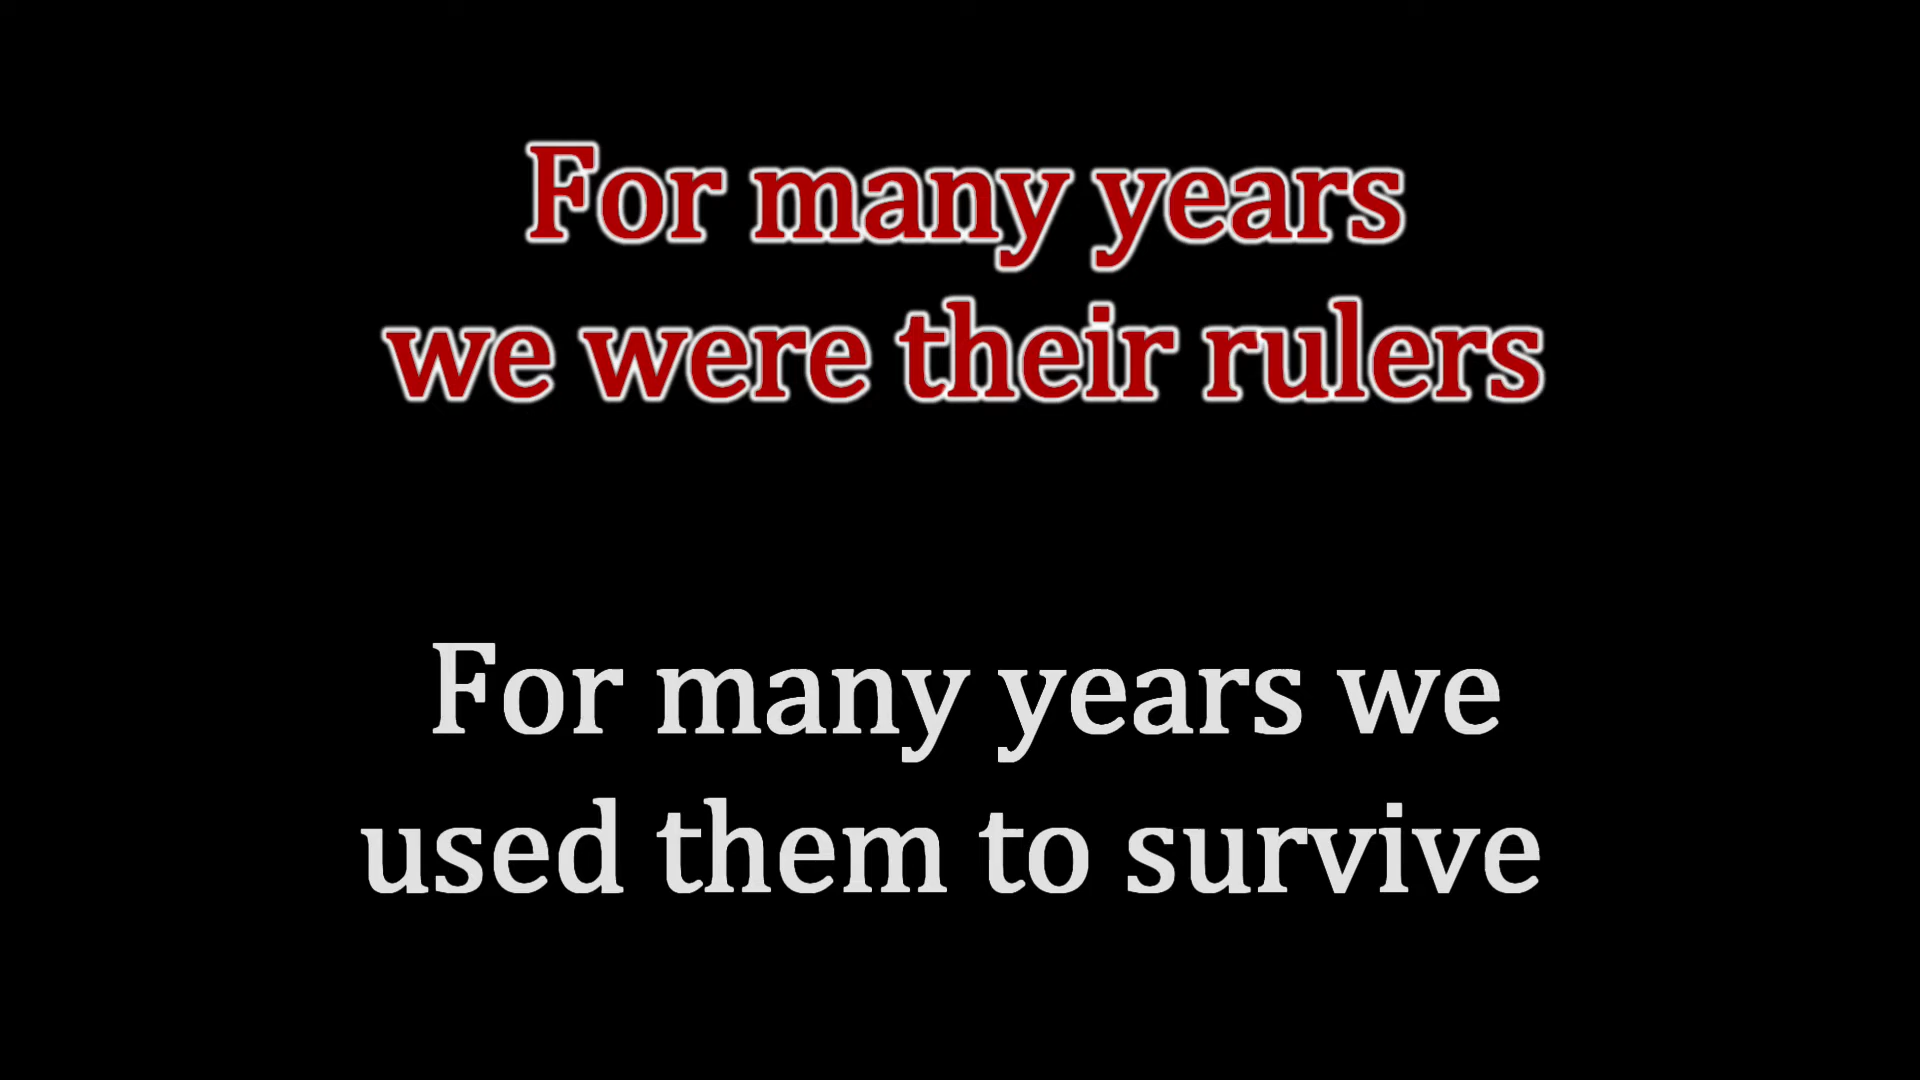 For many years
we were their rulers
For many years we
used them to survive